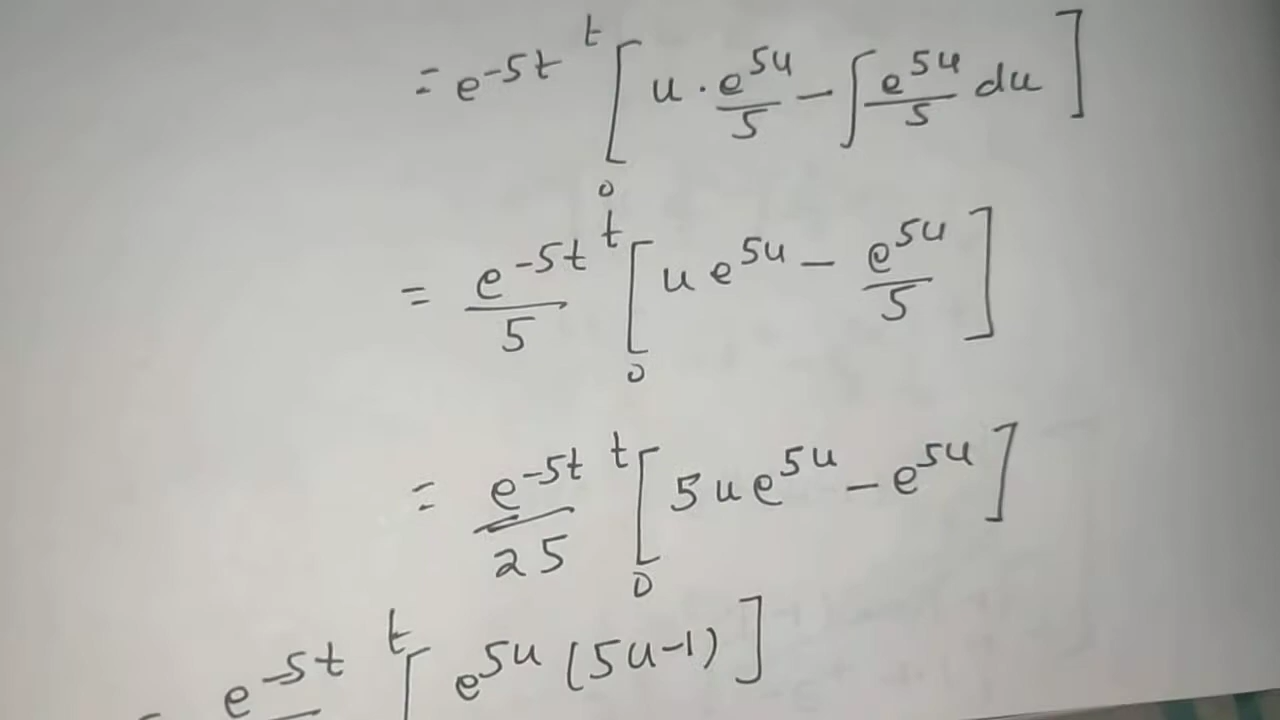 = e^{-5t} {}_0^t[ u · e^{5u}/5 − ∫ e^{5u}/5 du ]
= e^{-5t}/5 {}_0^t[ u e^{5u} − e^{5u}/5 ]
= e^{-5t}/25 {}_0^t[ 5ue^{5u} − e^{5u} ]
= e^{-5t} {}^t[ e^{5u} (5u−1) ]